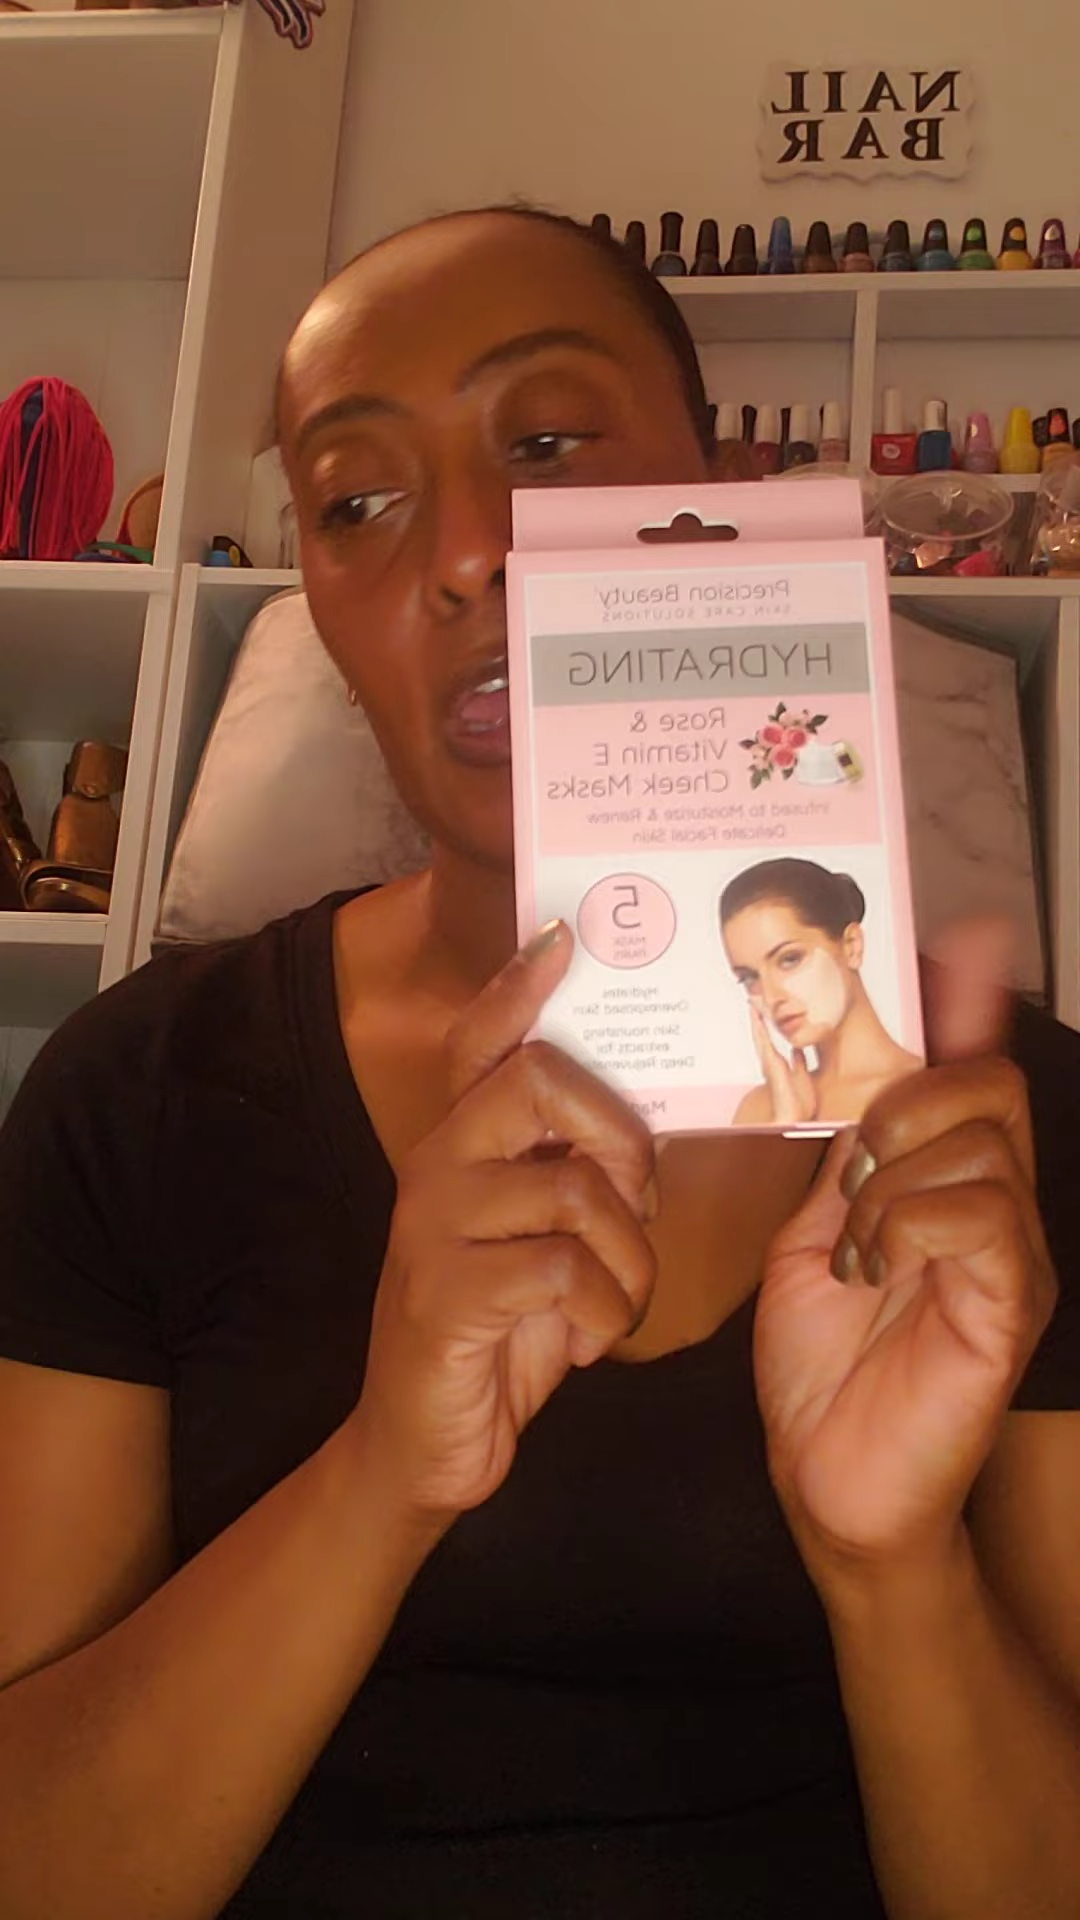 NAIL
BAR
Precision Beauty
SKIN CARE SOLUTIONS
HYDRATING
Rose &
Vitamin E
Cheek Masks
Infused to Moisturize & Renew
Delicate Facial Skin
5
MASK
PAIRS
Hydrates
Overexposed Skin
Skin nourishing
extracts for
Deep